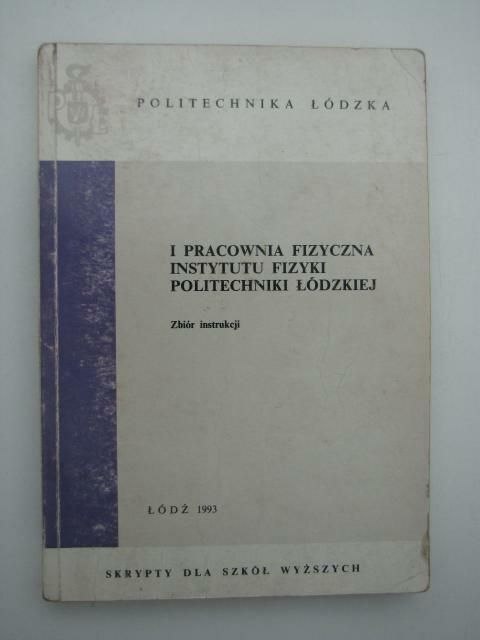 POLITECHNIKA ŁÓDZKA
I PRACOWNIA FIZYCZNA
INSTYTUTU FIZYKI
POLITECHNIKI ŁÓDZKIEJ
Zbiór instrukcji
ŁÓDŹ 1993
SKRYPTY DLA SZKÓŁ WYŻSZYCH